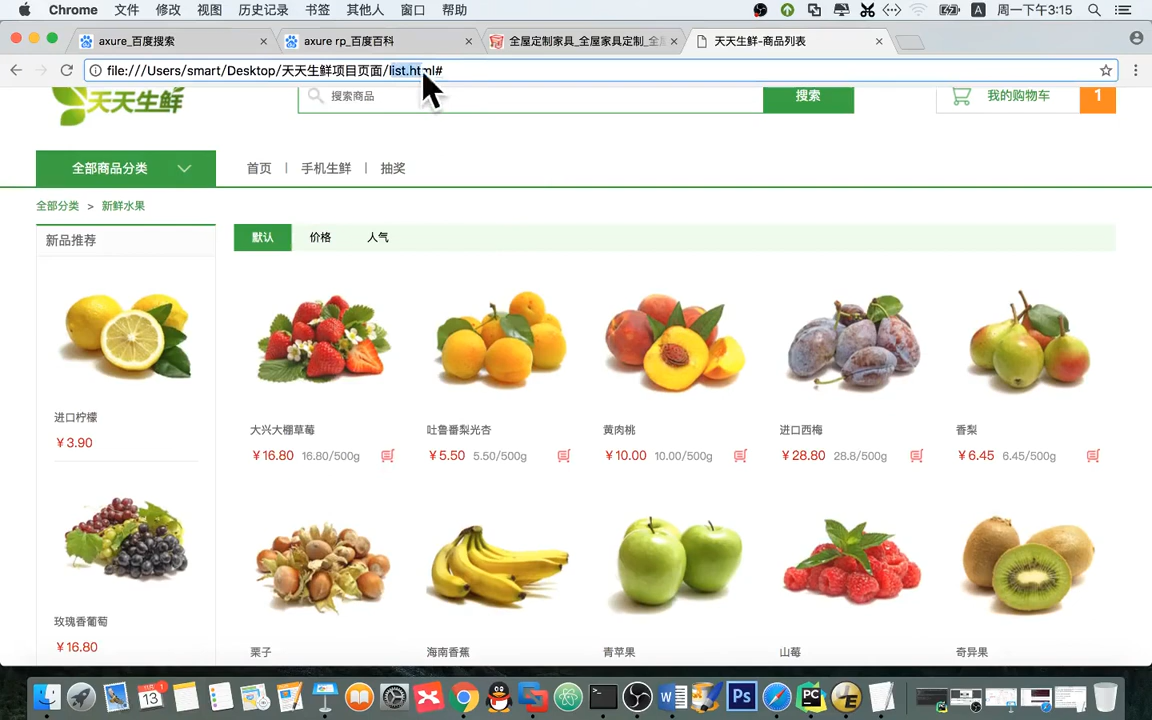 Chrome 文件 修改 视图 历史记录 书签 其他人 窗口 帮助 周一下午3:15
axure_百度搜索 axure rp_百度百科 全屋定制家具_全屋家具定制_全 天天生鲜-商品列表
file:///Users/smart/Desktop/天天生鲜项目页面/list.html#
天天生鲜 搜索商品 搜索 我的购物车 1
全部商品分类 首页 | 手机生鲜 | 抽奖
全部分类 > 新鲜水果
新品推荐 默认 价格 人气
进口柠檬
￥3.90
大兴大棚草莓 吐鲁番梨光杏 黄肉桃 进口西梅 香梨
￥16.80 16.80/500g ￥5.50 5.50/500g ￥10.00 10.00/500g ￥28.80 28.8/500g ￥6.45 6.45/500g
玫瑰香葡萄
￥16.80
栗子 海南香蕉 青苹果 山莓 奇异果
13
W Ps PC